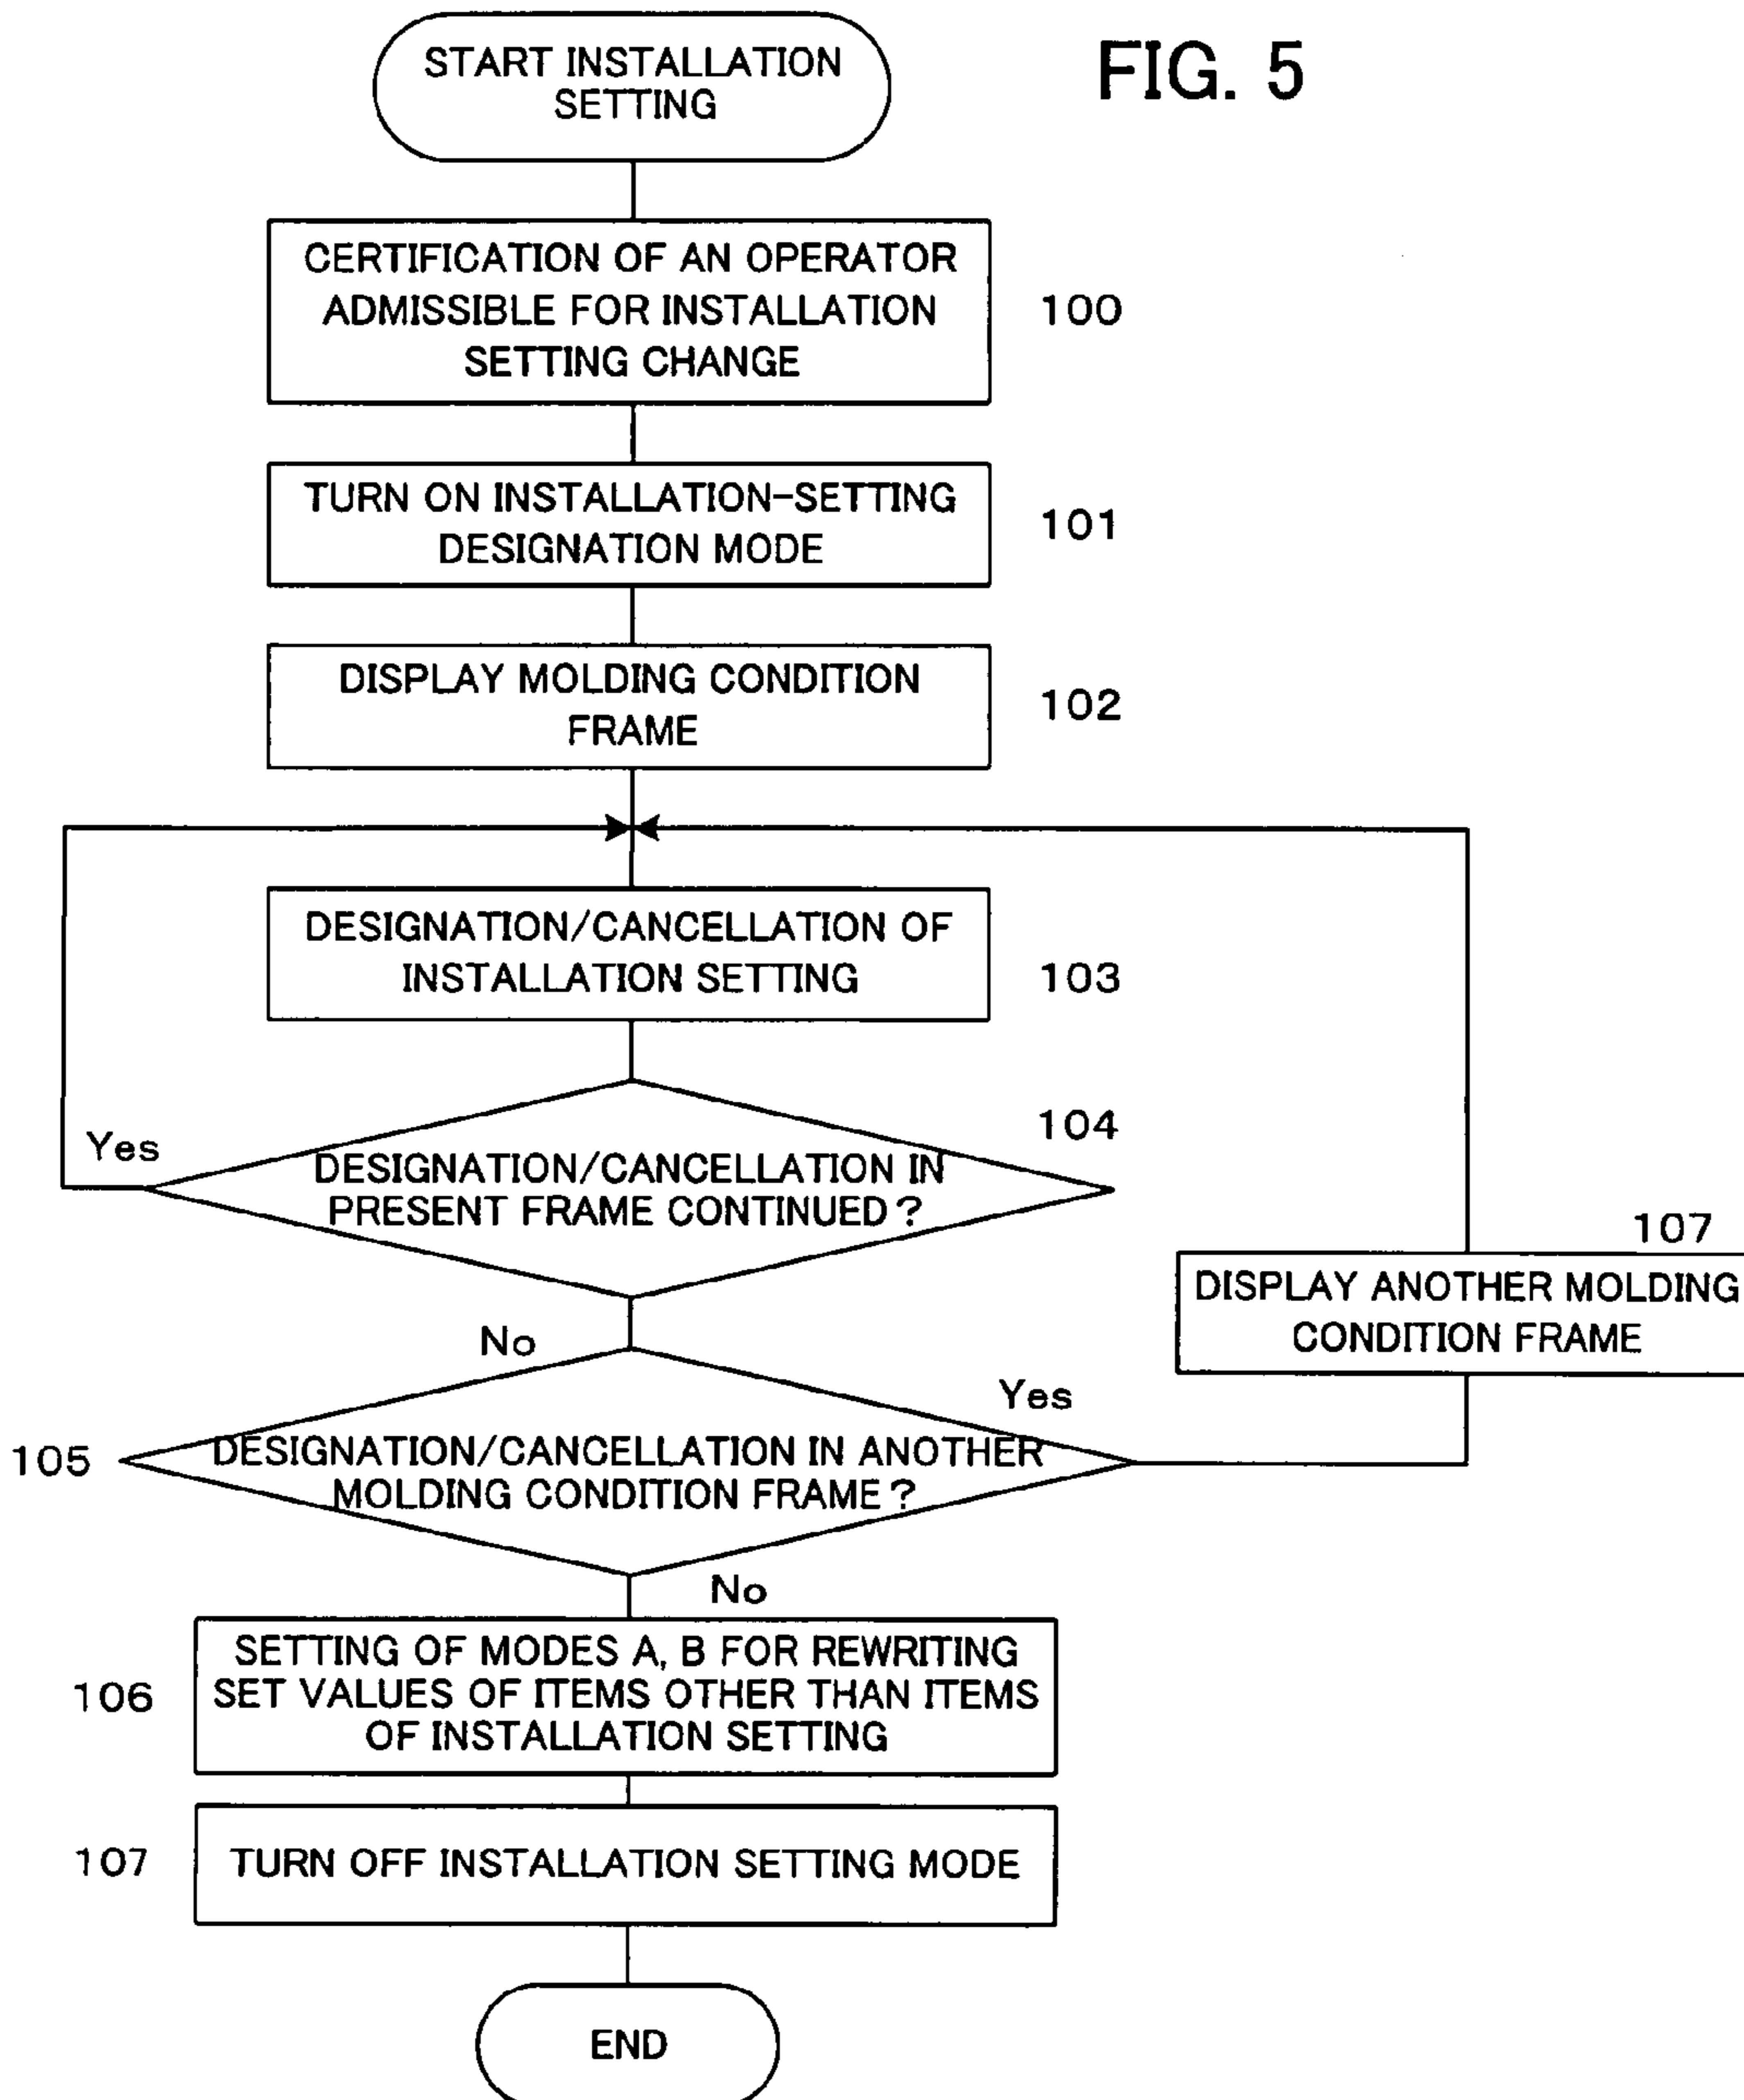 START INSTALLATION
SETTING
FIG. 5
CERTIFICATION OF AN OPERATOR
ADMISSIBLE FOR INSTALLATION
SETTING CHANGE
100
TURN ON INSTALLATION-SETTING
DESIGNATION MODE
101
DISPLAY MOLDING CONDITION
FRAME
102
DESIGNATION/CANCELLATION OF
INSTALLATION SETTING
103
104
Yes
DESIGNATION/CANCELLATION IN
PRESENT FRAME CONTINUED?
107
DISPLAY ANOTHER MOLDING
CONDITION FRAME
No
Yes
105
DESIGNATION/CANCELLATION IN ANOTHER
MOLDING CONDITION FRAME?
No
106
SETTING OF MODES A, B FOR REWRITING
SET VALUES OF ITEMS OTHER THAN ITEMS
OF INSTALLATION SETTING
107
TURN OFF INSTALLATION SETTING MODE
END